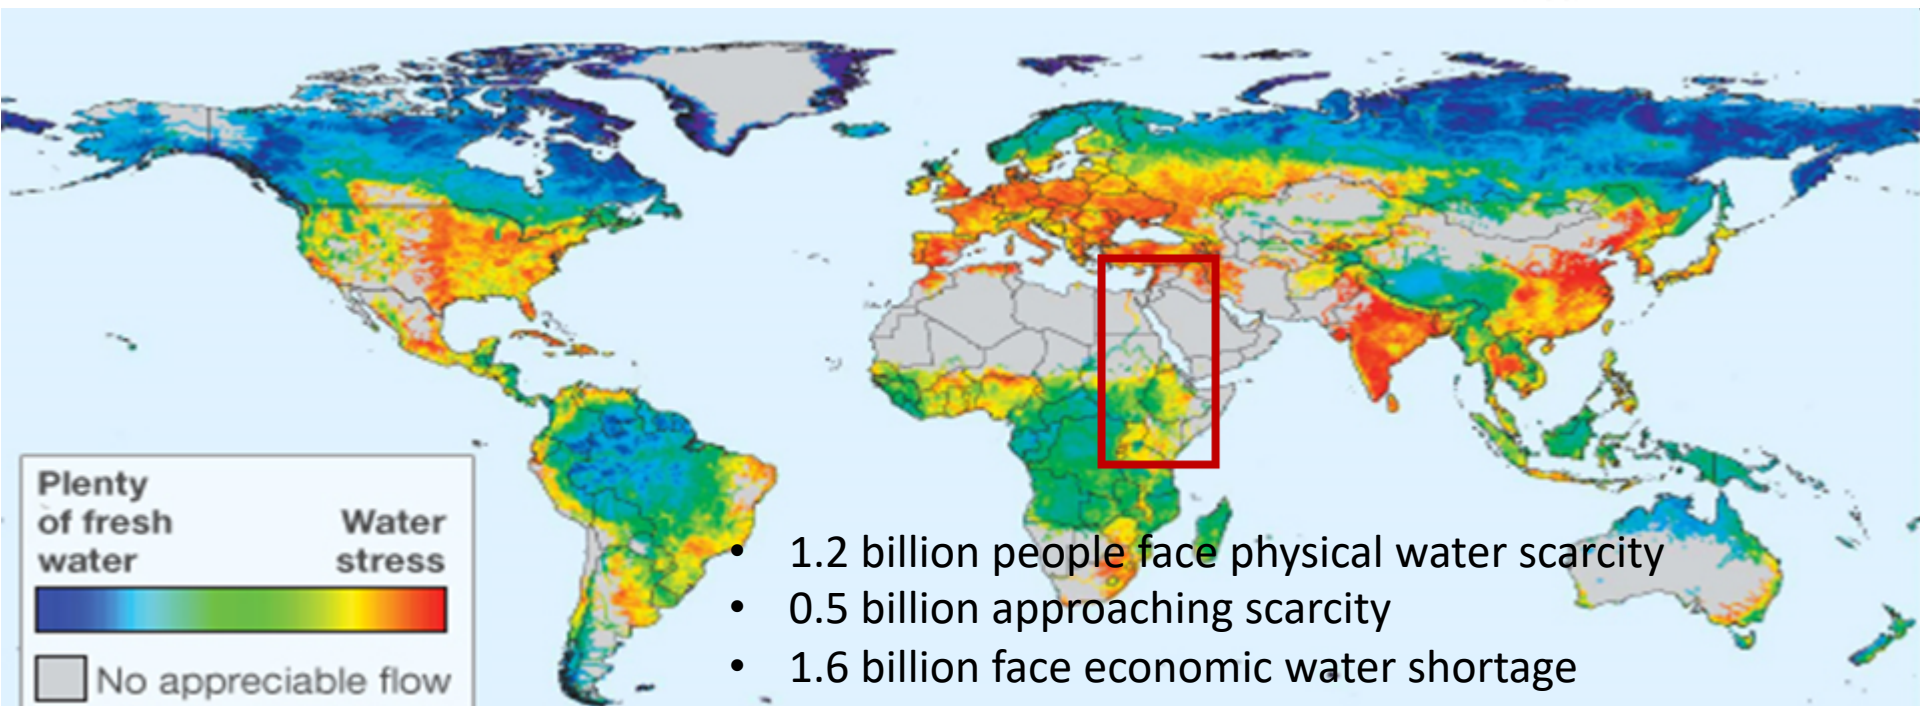 Plenty
of fresh Water
water stress
No appreciable flow
• 1.2 billion people face physical water scarcity
• 0.5 billion approaching scarcity
• 1.6 billion face economic water shortage